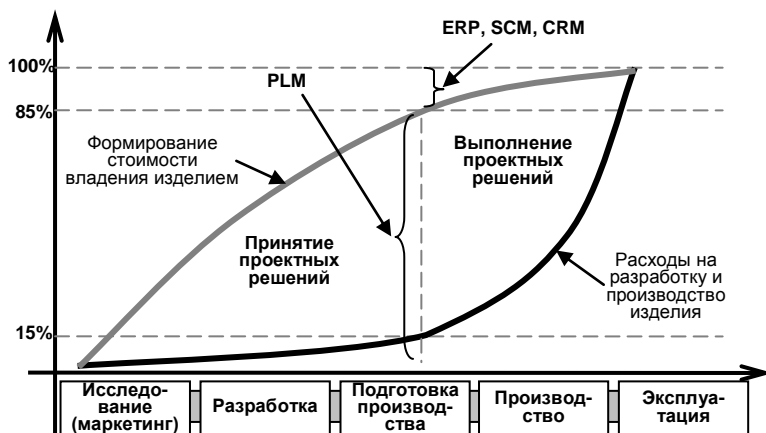 ERP, SCM, CRM
100%
PLM
85%
Формирование
стоимости
владения изделием
Выполнение
проектных
решений
Принятие
проектных
решений
Расходы на
разработку и
производство
изделия
15%
Исследо-
вание
(маркетинг)
Разработка
Подготовка
производ-
ства
Производ-
ство
Эксплуа-
тация